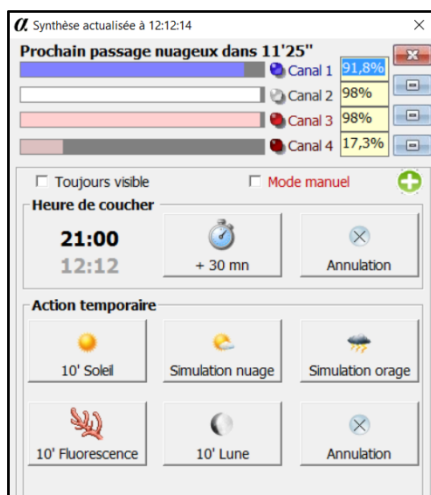 α Synthèse actualisée à 12:12:14
Prochain passage nuageux dans 11'25"
Canal 1 91,8%
Canal 2 98%
Canal 3 98%
Canal 4 17,3%
Toujours visible Mode manuel
Heure de coucher
21:00
12:12
+ 30 mn Annulation
Action temporaire
10' Soleil Simulation nuage Simulation orage
10' Fluorescence 10' Lune Annulation